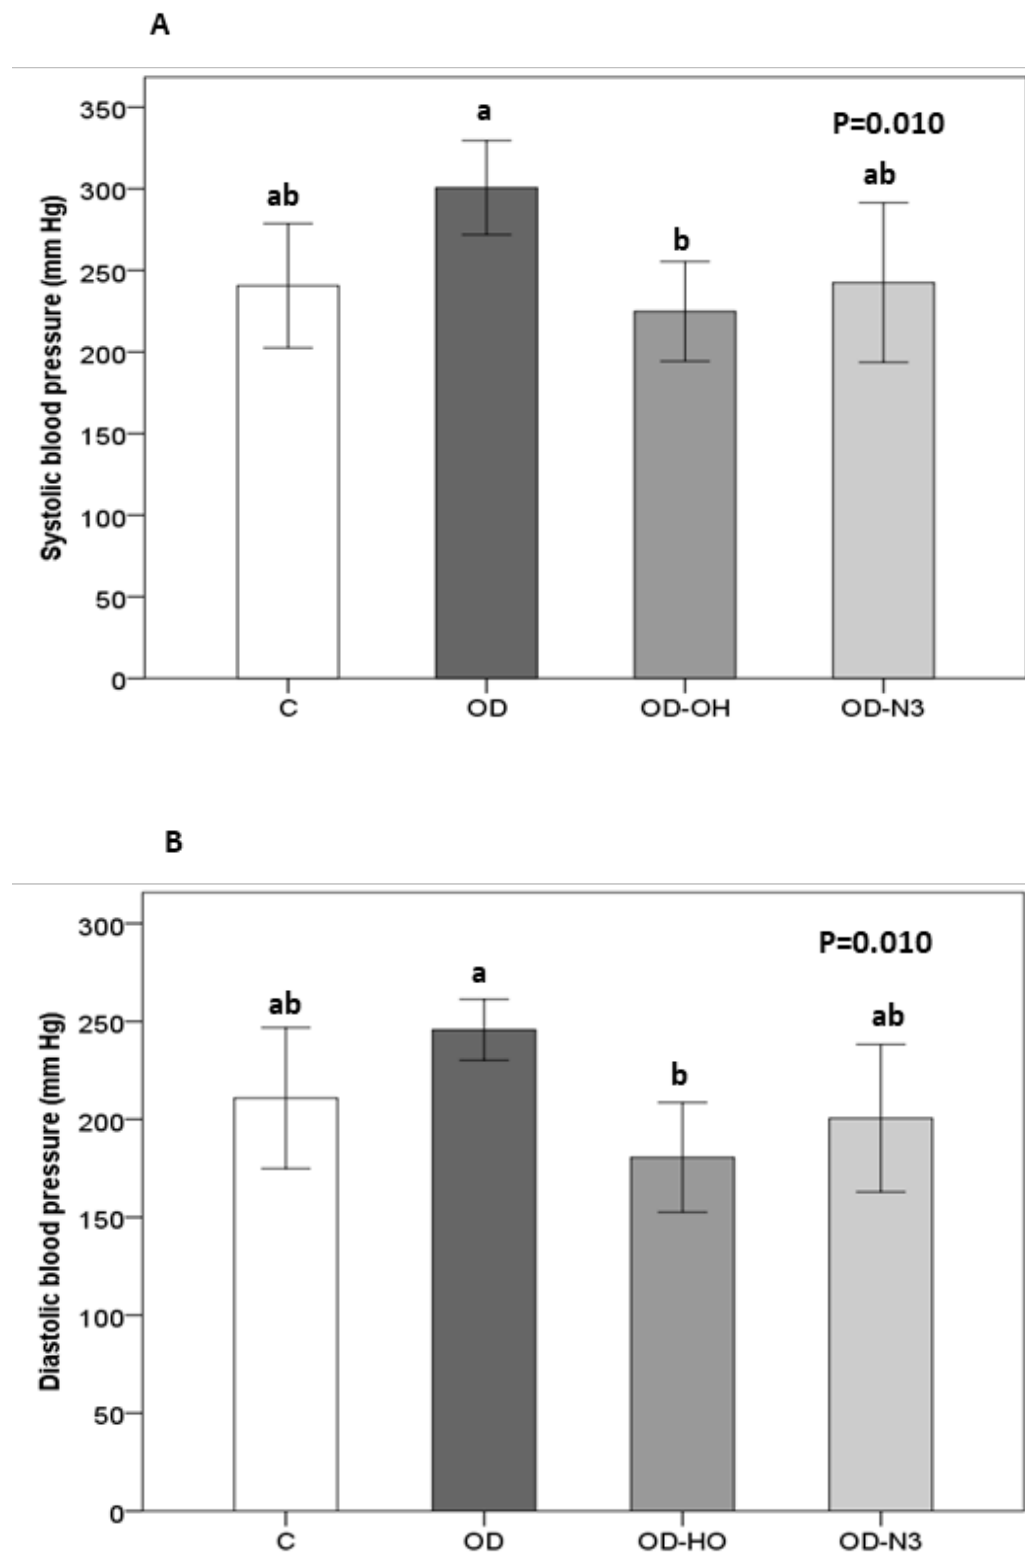 A
Systolic blood pressure (mm Hg)
350
300
250
200
150
100
50
0
ab
a
b
ab
P=0.010
C OD OD-OH OD-N3
B
Diastolic blood pressure (mm Hg)
300
250
200
150
100
50
0
ab
a
b
ab
P=0.010
C OD OD-HO OD-N3